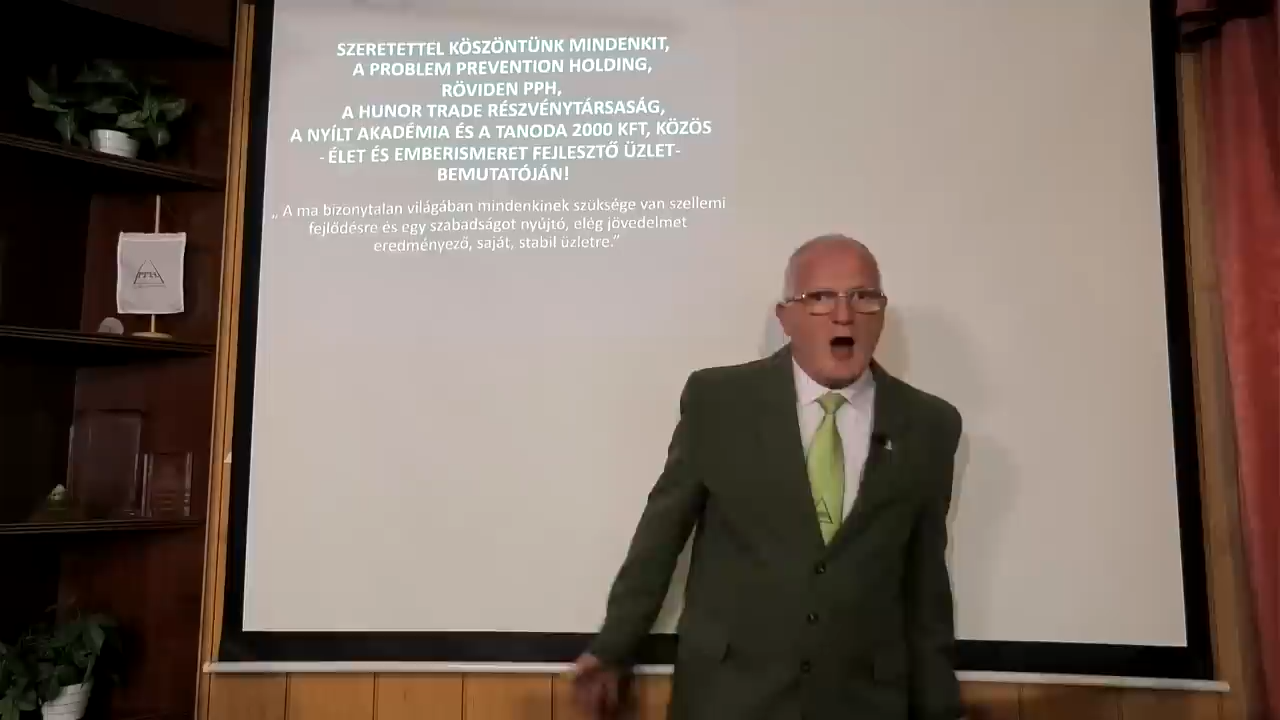 SZERETETTEL KÖSZÖNTÜNK MINDENKIT,
A PROBLEM PREVENTION HOLDING,
RÖVIDEN PPH,
A HUNOR TRADE RÉSZVÉNYTÁRSASÁG,
A NYÍLT AKADÉMIA ÉS A TANODA 2000 KFT, KÖZÖS
- ÉLET ÉS EMBERISMERET FEJLESZTŐ ÜZLET-
BEMUTATÓJÁN!
„ A ma bizonytalan világában mindenkinek szüksége van szellemi
fejlődésre és egy szabadságot nyújtó, elég jövedelmet
eredményező, saját, stabil üzletre.”